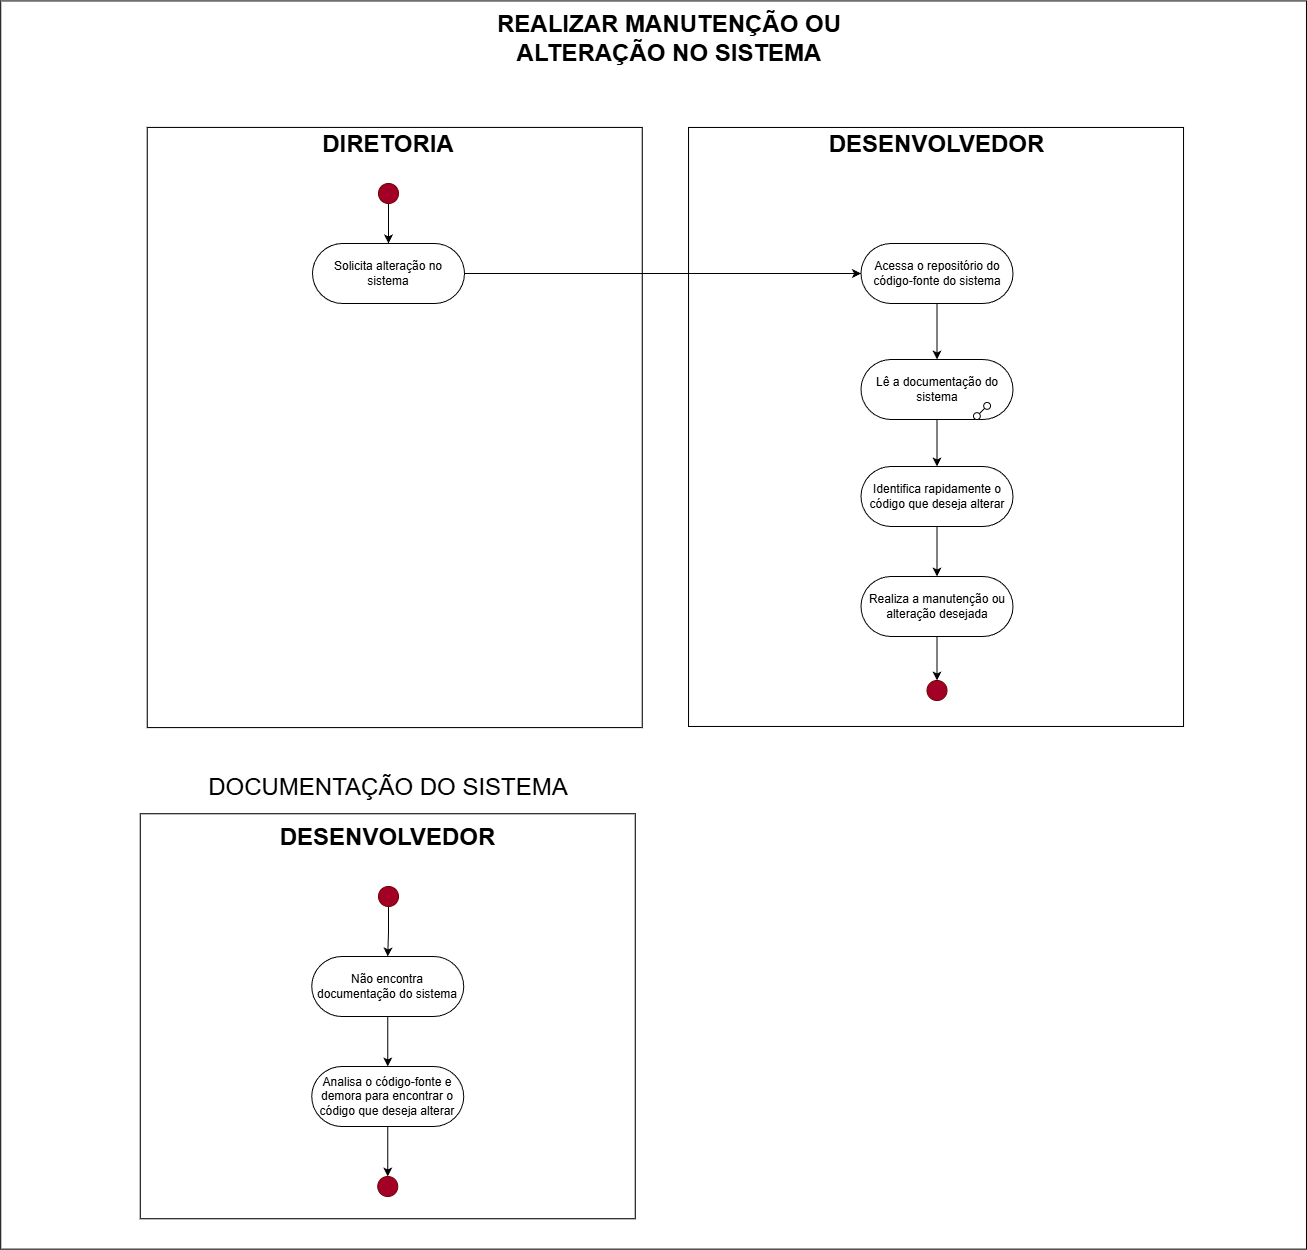 REALIZAR MANUTENÇÃO OU
ALTERAÇÃO NO SISTEMA
DIRETORIA
Solicita alteração no
sistema
DESENVOLVEDOR
Acessa o repositório do
código-fonte do sistema
Lê a documentação do
sistema
Identifica rapidamente o
código que deseja alterar
Realiza a manutenção ou
alteração desejada
DOCUMENTAÇÃO DO SISTEMA
DESENVOLVEDOR
Não encontra
documentação do sistema
Analisa o código-fonte e
demora para encontrar o
código que deseja alterar